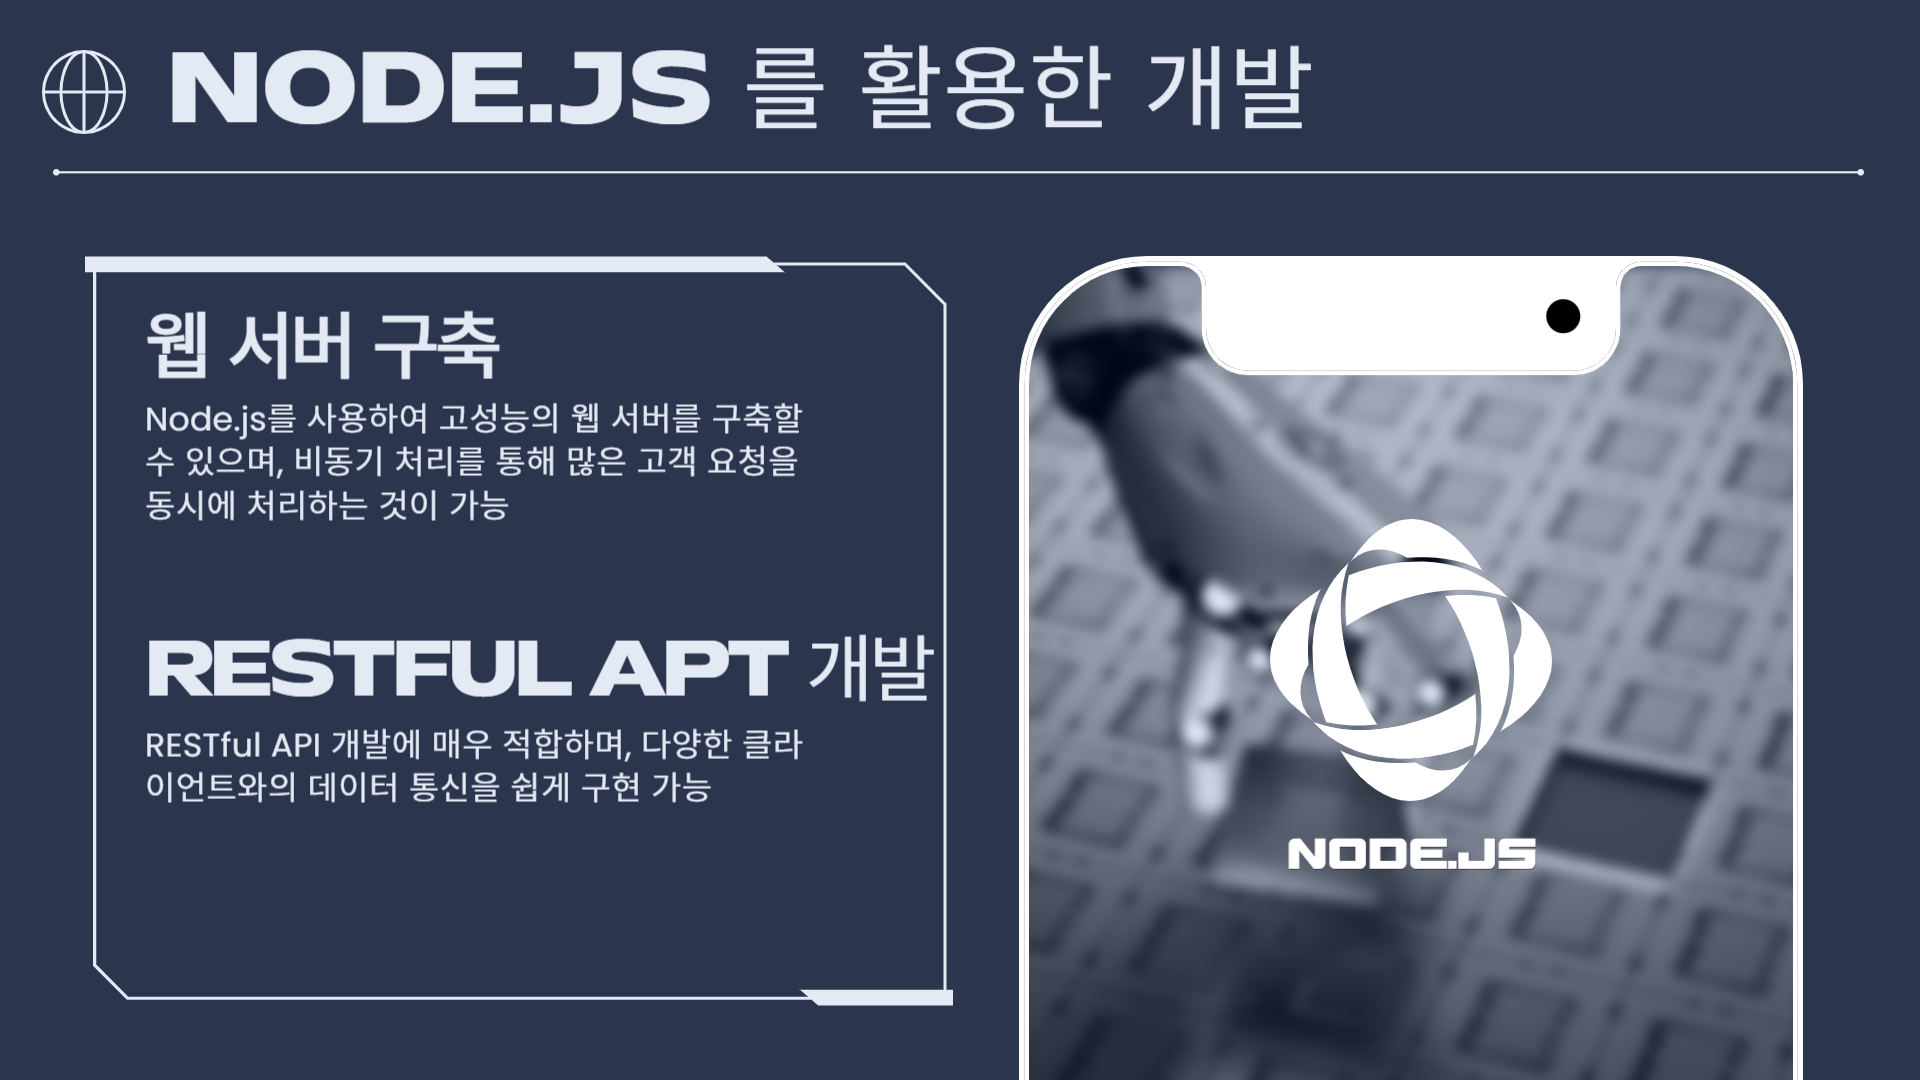 NODE.JS 를 활용한 개발
웹 서버 구축
Node.js를 사용하여 고성능의 웹 서버를 구축할
수 있으며, 비동기 처리를 통해 많은 고객 요청을
동시에 처리하는 것이 가능
RESTFUL APT 개발
RESTful API 개발에 매우 적합하며, 다양한 클라
이언트와의 데이터 통신을 쉽게 구현 가능
NODE.JS